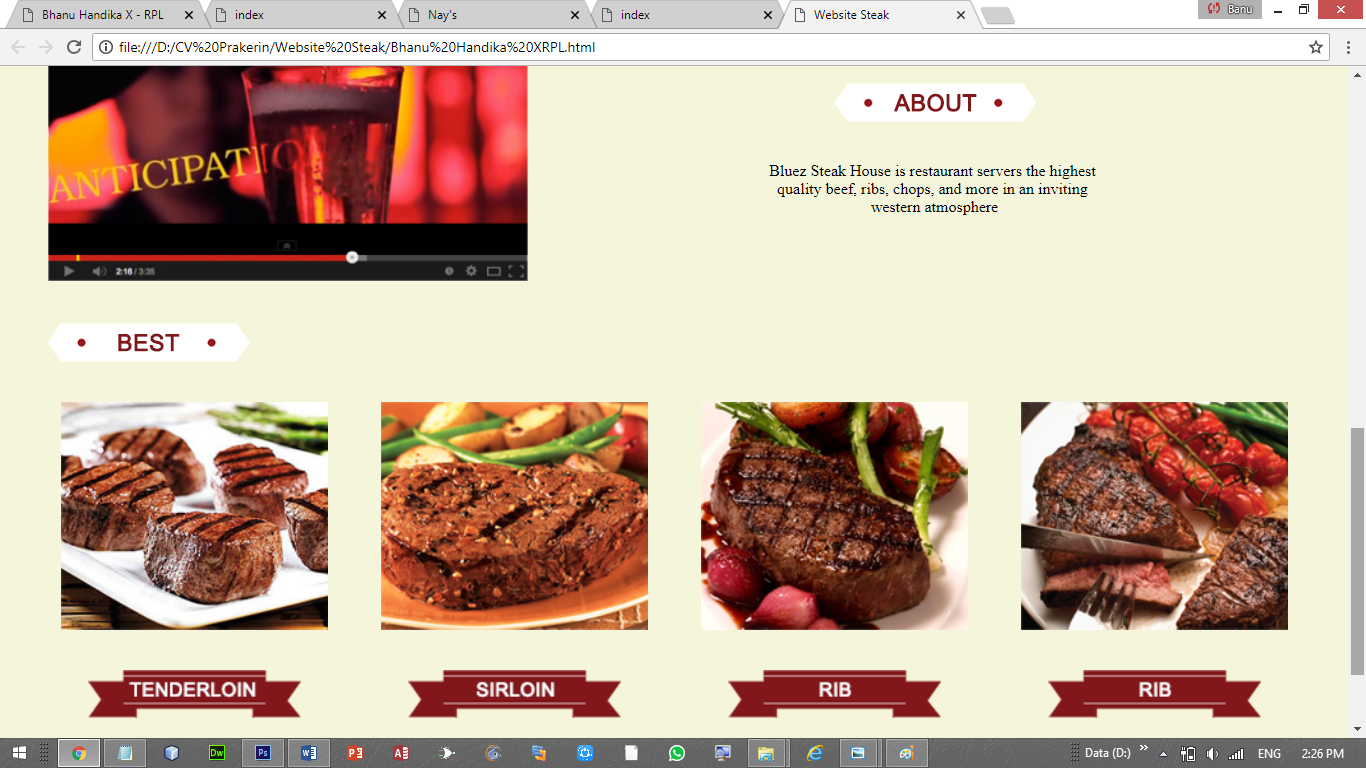 Bhanu Handika X - RPL
index
Nay's
index
Website Steak
Banu
file:///D:/CV%20Prakerin/Website%20Steak/Bhanu%20Handika%20XRPL.html
ANTICIPATIO
2:16 / 3:35
ABOUT
Bluez Steak House is restaurant servers the highest
quality beef, ribs, chops, and more in an inviting
western atmosphere
BEST
TENDERLOIN
SIRLOIN
RIB
RIB
Dw
Ps
Data (D:)
ENG
2:26 PM